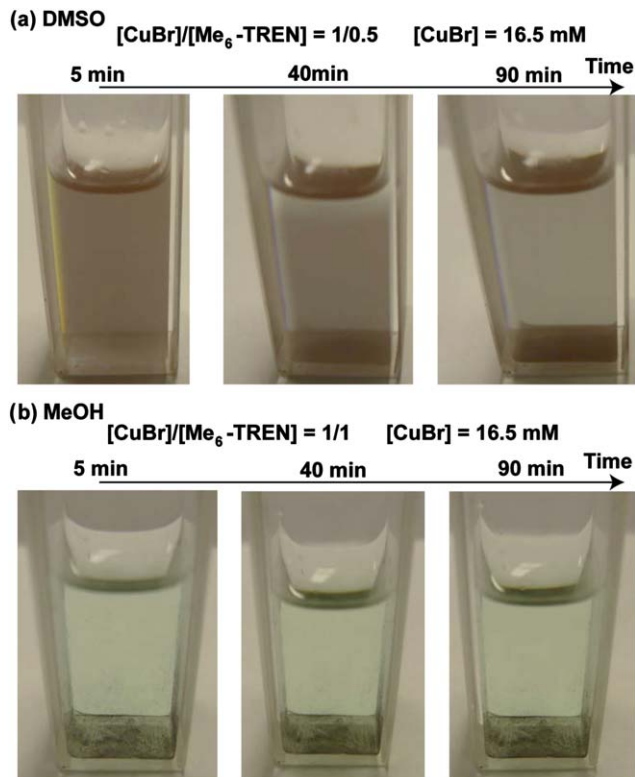 (a) DMSO
[CuBr]/[Me₆-TREN] = 1/0.5 [CuBr] = 16.5 mM
5 min 40min 90 min Time
(b) MeOH
[CuBr]/[Me₆-TREN] = 1/1 [CuBr] = 16.5 mM
5 min 40 min 90 min Time